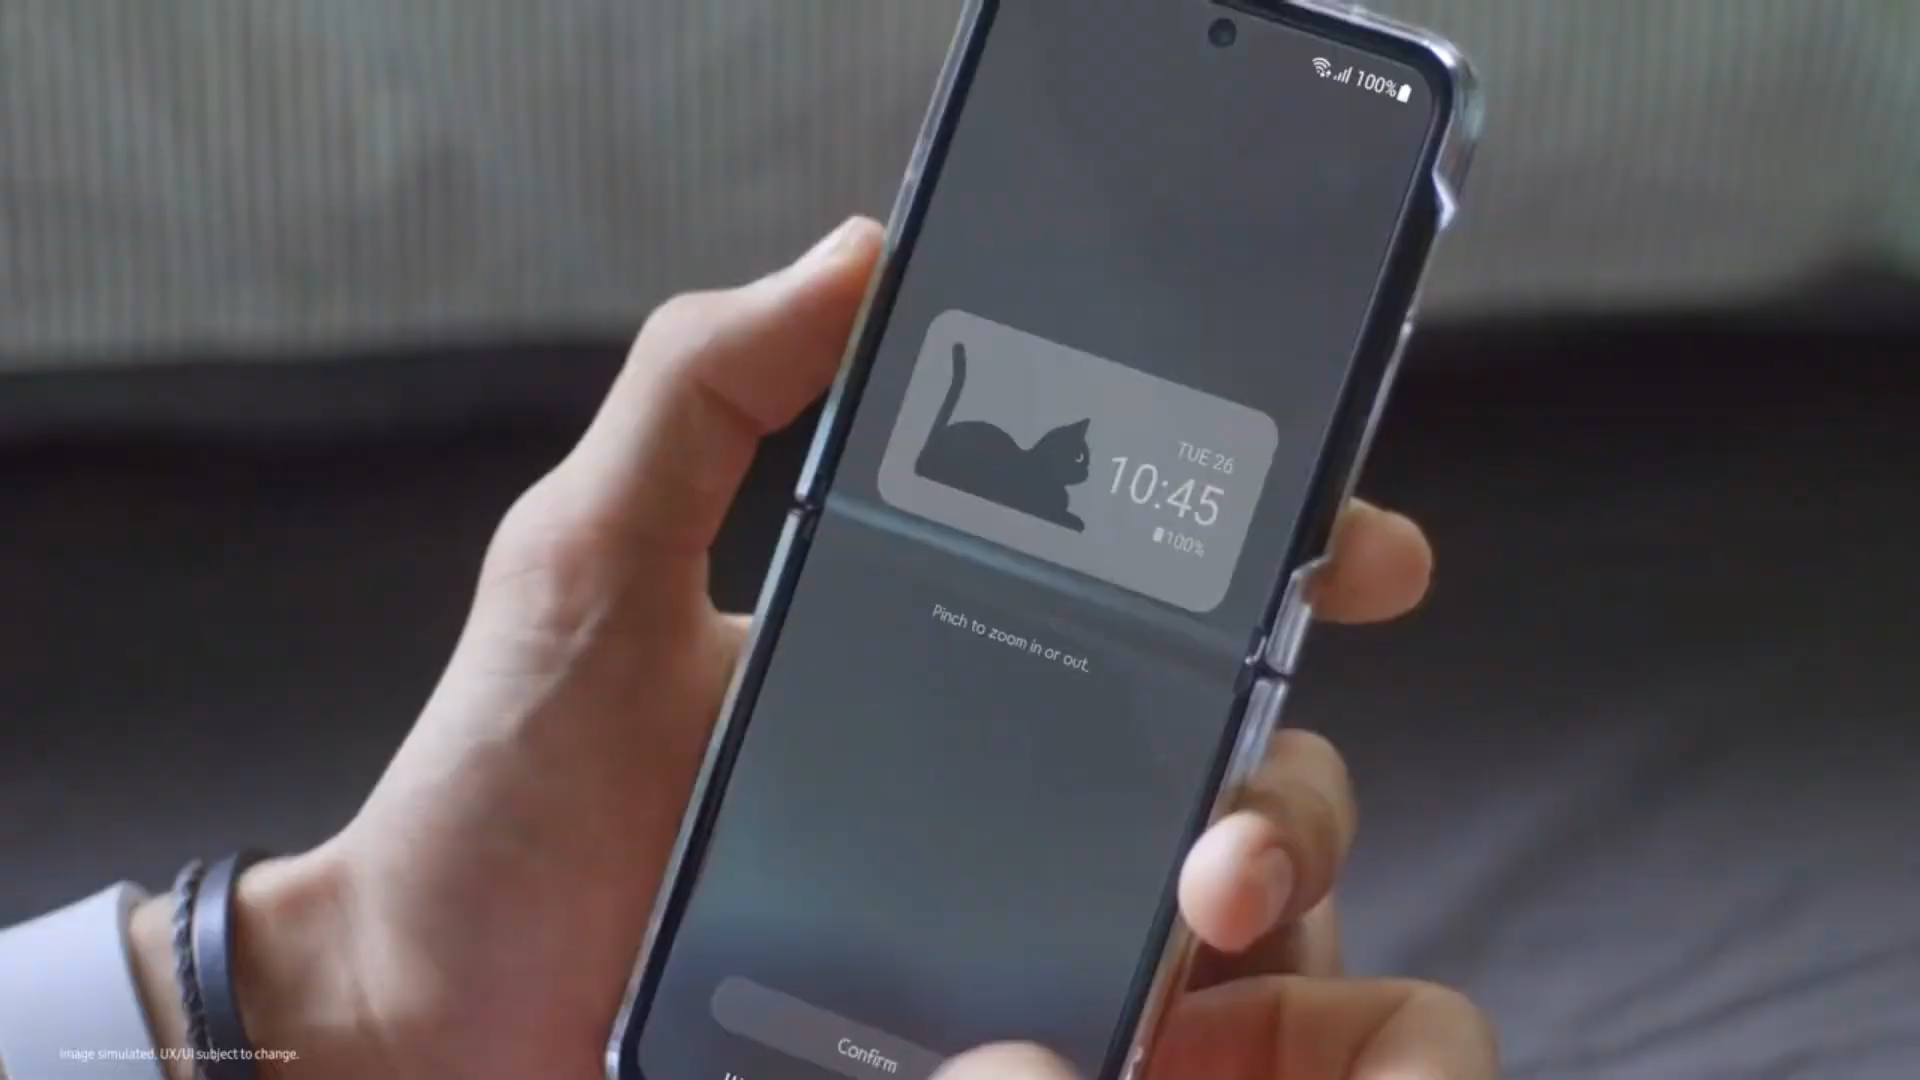 100%
TUE 26
10:45
100%
Pinch to zoom in or out.
Confirm
Image simulated. UX/UI subject to change.